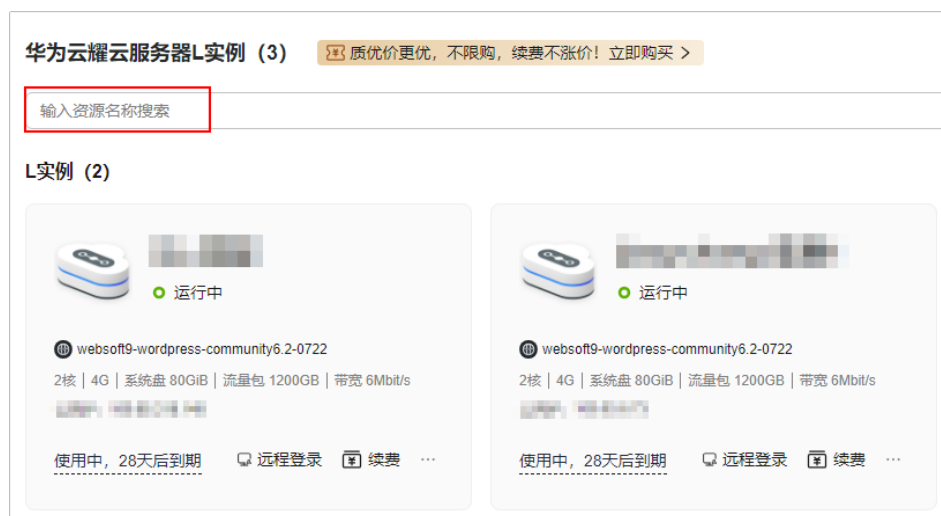 华为云耀云服务器L实例（3） 质优价更优，不限购，续费不涨价！立即购买 >
输入资源名称搜索
L实例（2）
运行中 运行中
websoft9-wordpress-community6.2-0722 websoft9-wordpress-community6.2-0722
2核 | 4G | 系统盘 80GiB | 流量包 1200GB | 带宽 6Mbit/s 2核 | 4G | 系统盘 80GiB | 流量包 1200GB | 带宽 6Mbit/s
使用中，28天后到期 远程登录 续费 ··· 使用中，28天后到期 远程登录 续费 ···